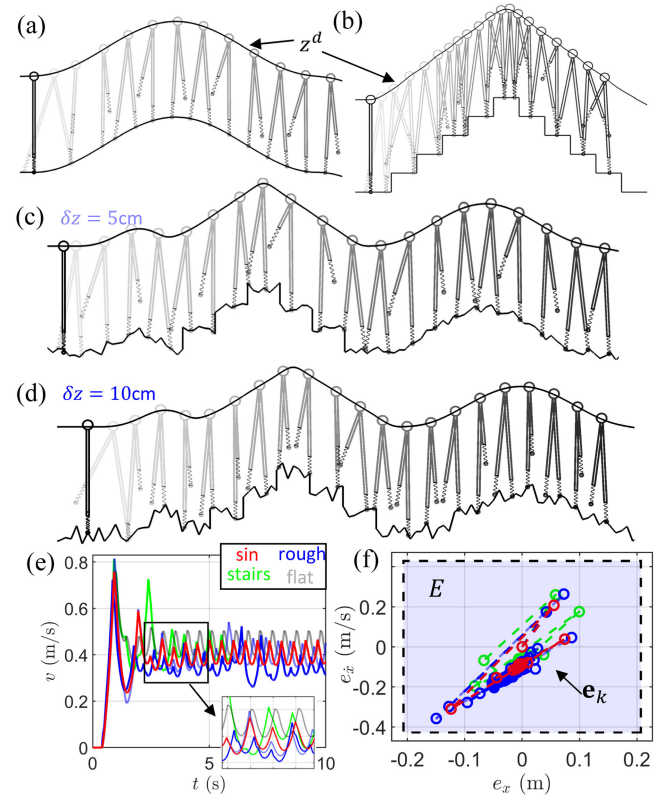 (a)
z^d
(b)
(c)
δz = 5cm
(d)
δz = 10cm
(e)
sin rough
stairs flat
0.8
0.6
0.4
0.2
0
v (m/s)
0 5 10
t (s)
(f)
E
e_k
0.2
0
-0.2
-0.4
e_ẋ (m/s)
-0.2 -0.1 0 0.1 0.2
e_x (m)